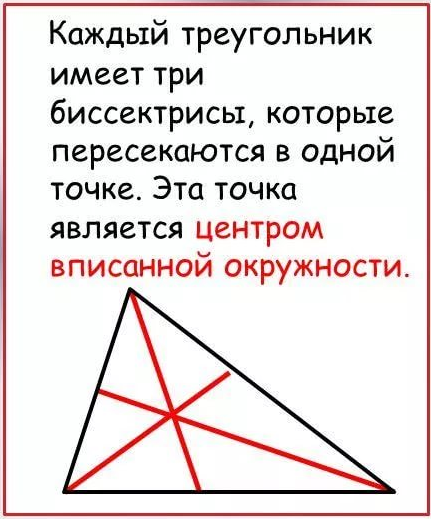 Каждый треугольник
имеет три
биссектрисы, которые
пересекаются в одной
точке. Эта точка
является центром
вписанной окружности.